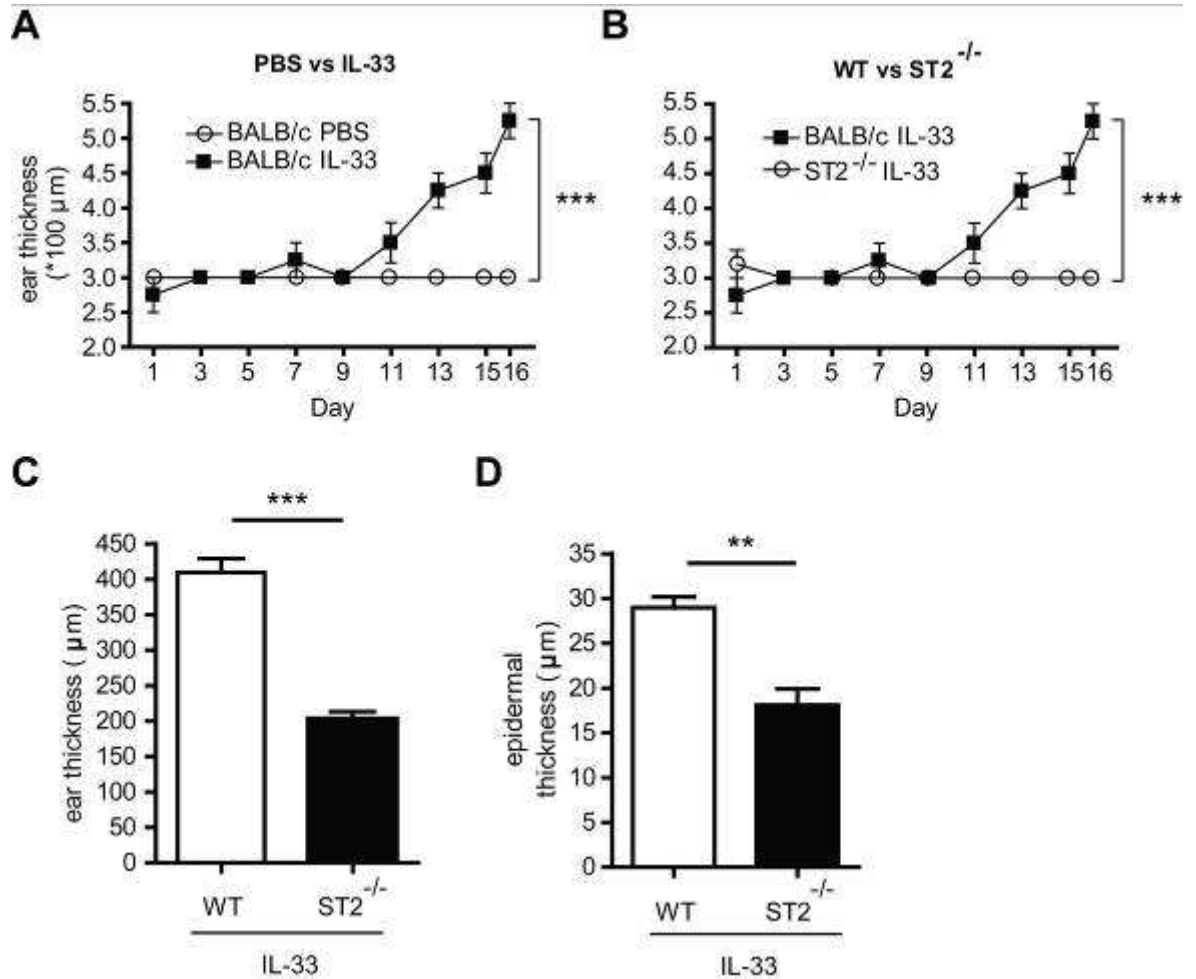 A
PBS vs IL-33
BALB/c PBS
BALB/c IL-33
***
ear thickness
(*100 μm)
5.5
5.0
4.5
4.0
3.5
3.0
2.5
2.0
1 3 5 7 9 11 13 15 16
Day
B
WT vs ST2-/-
BALB/c IL-33
ST2-/- IL-33
***
5.5
5.0
4.5
4.0
3.5
3.0
2.5
2.0
1 3 5 7 9 11 13 15 16
Day
C
***
ear thickness ( μm)
450
400
350
300
250
200
150
100
50
0
WT ST2-/-
IL-33
D
**
epidermal
thickness ( μm)
35
30
25
20
15
10
5
0
WT ST2-/-
IL-33